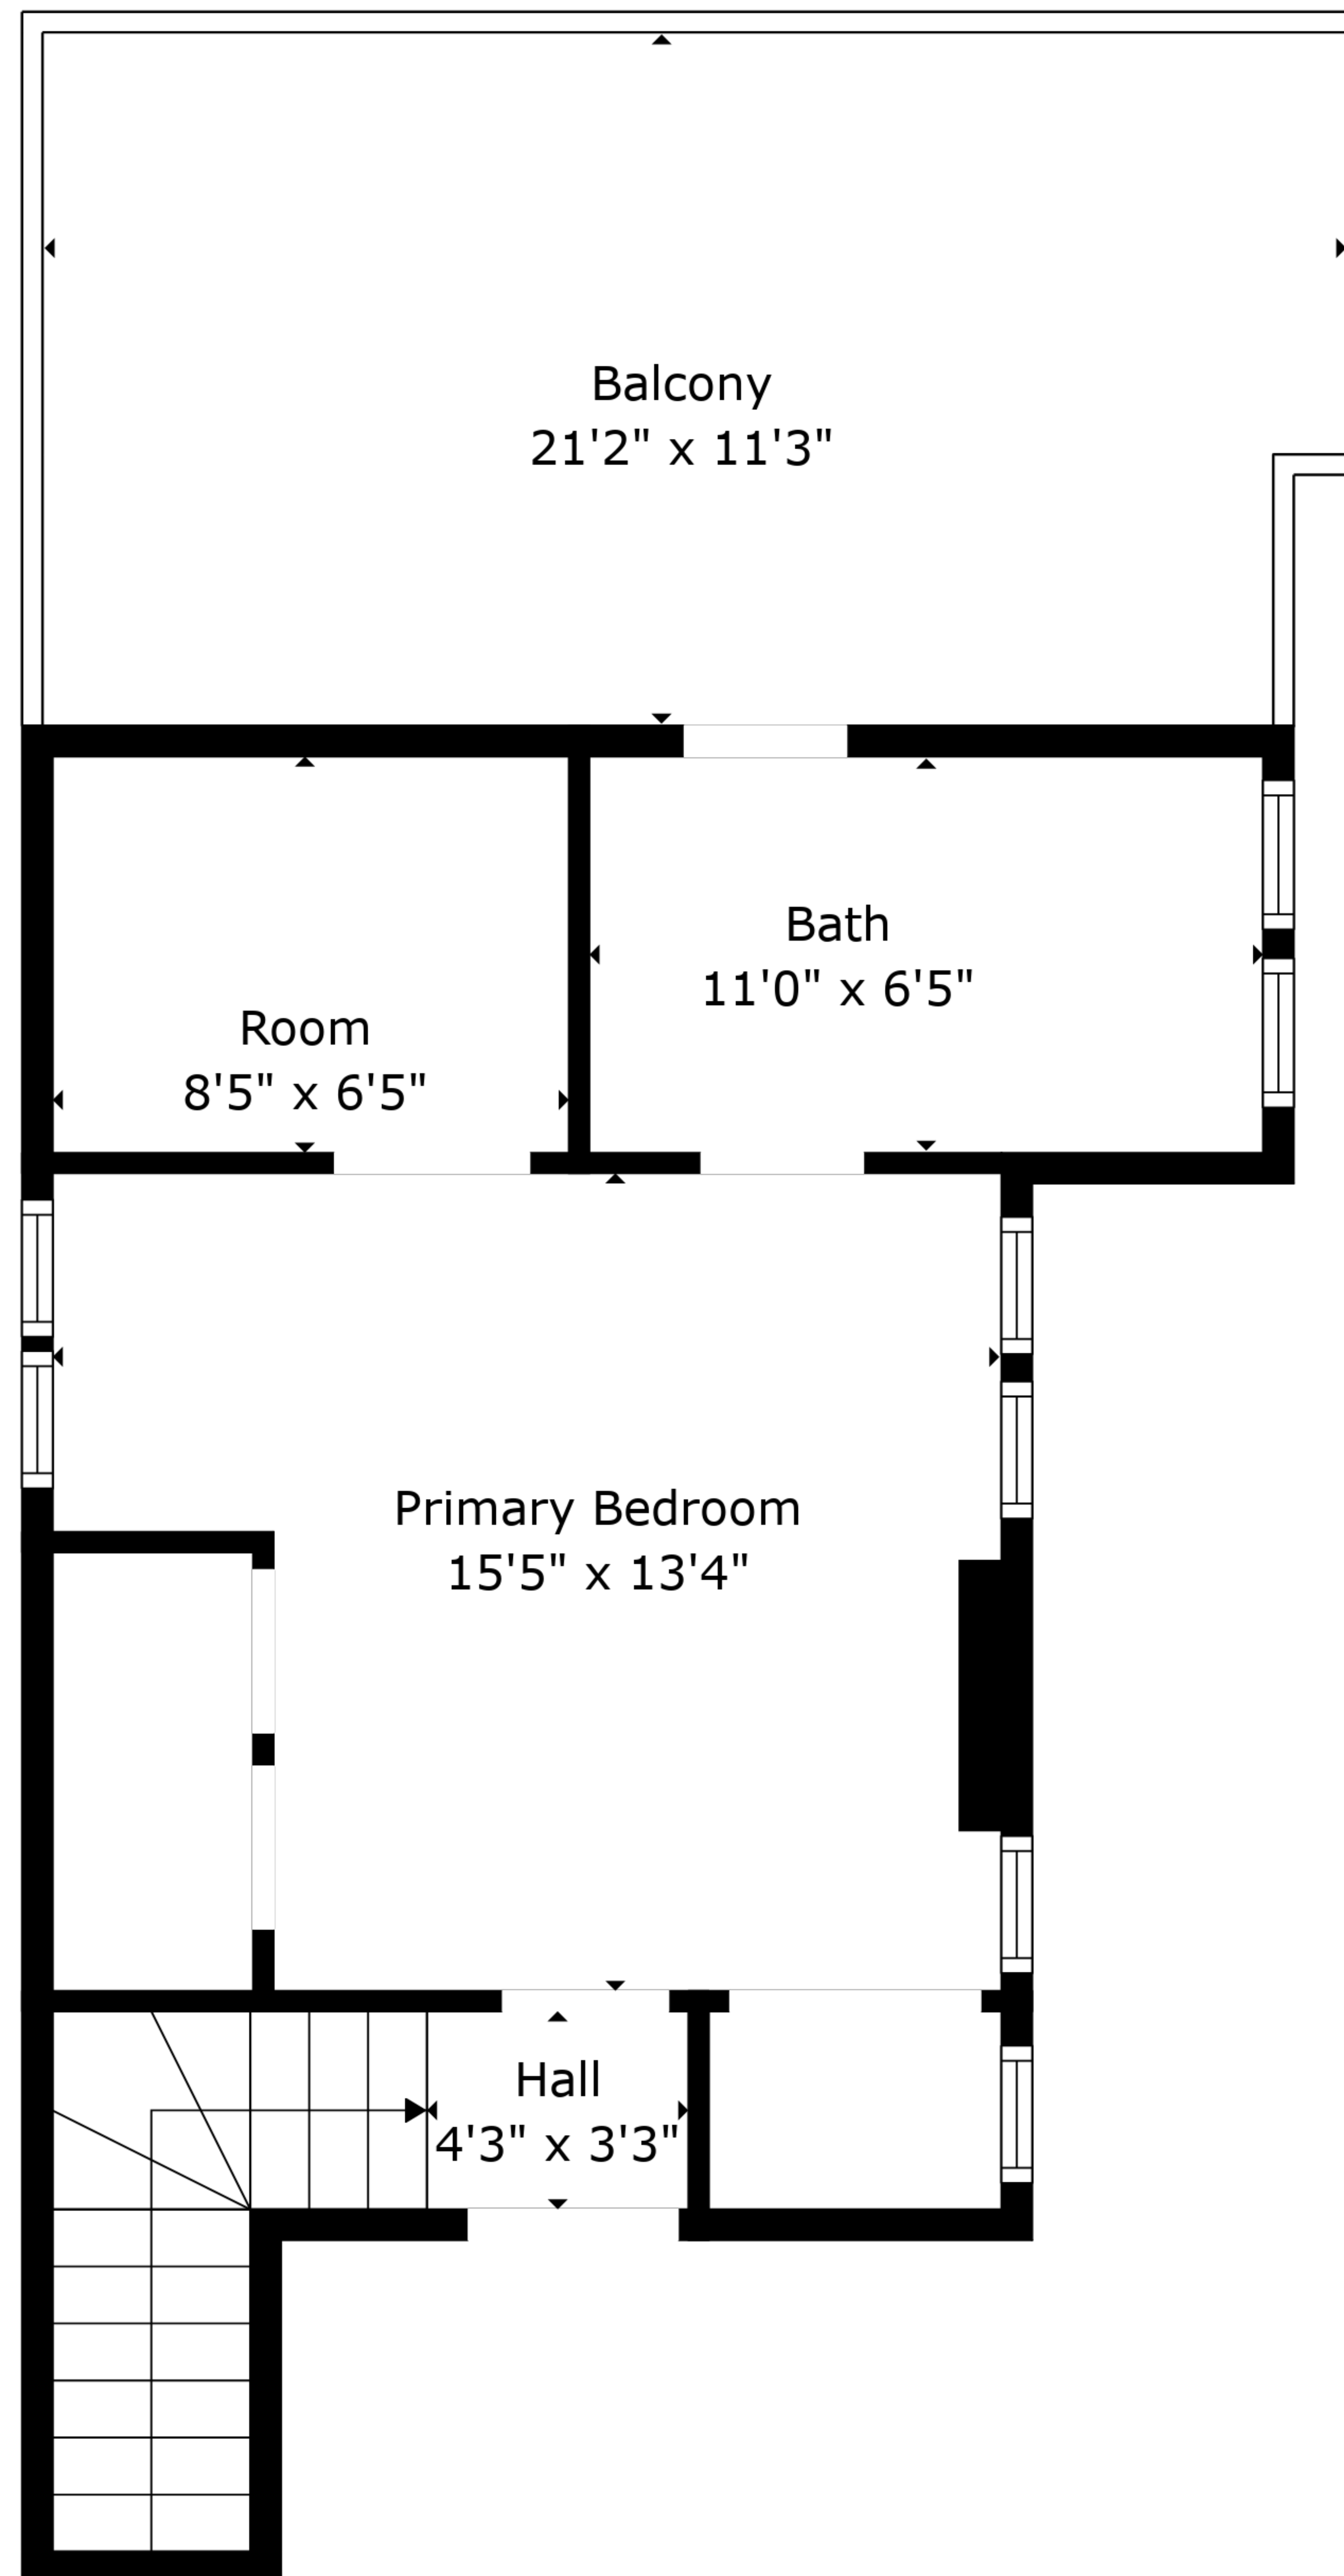 Balcony
21'2" x 11'3"
Bath
11'0" x 6'5"
Room
8'5" x 6'5"
Primary Bedroom
15'5" x 13'4"
Hall
4'3" x 3'3"